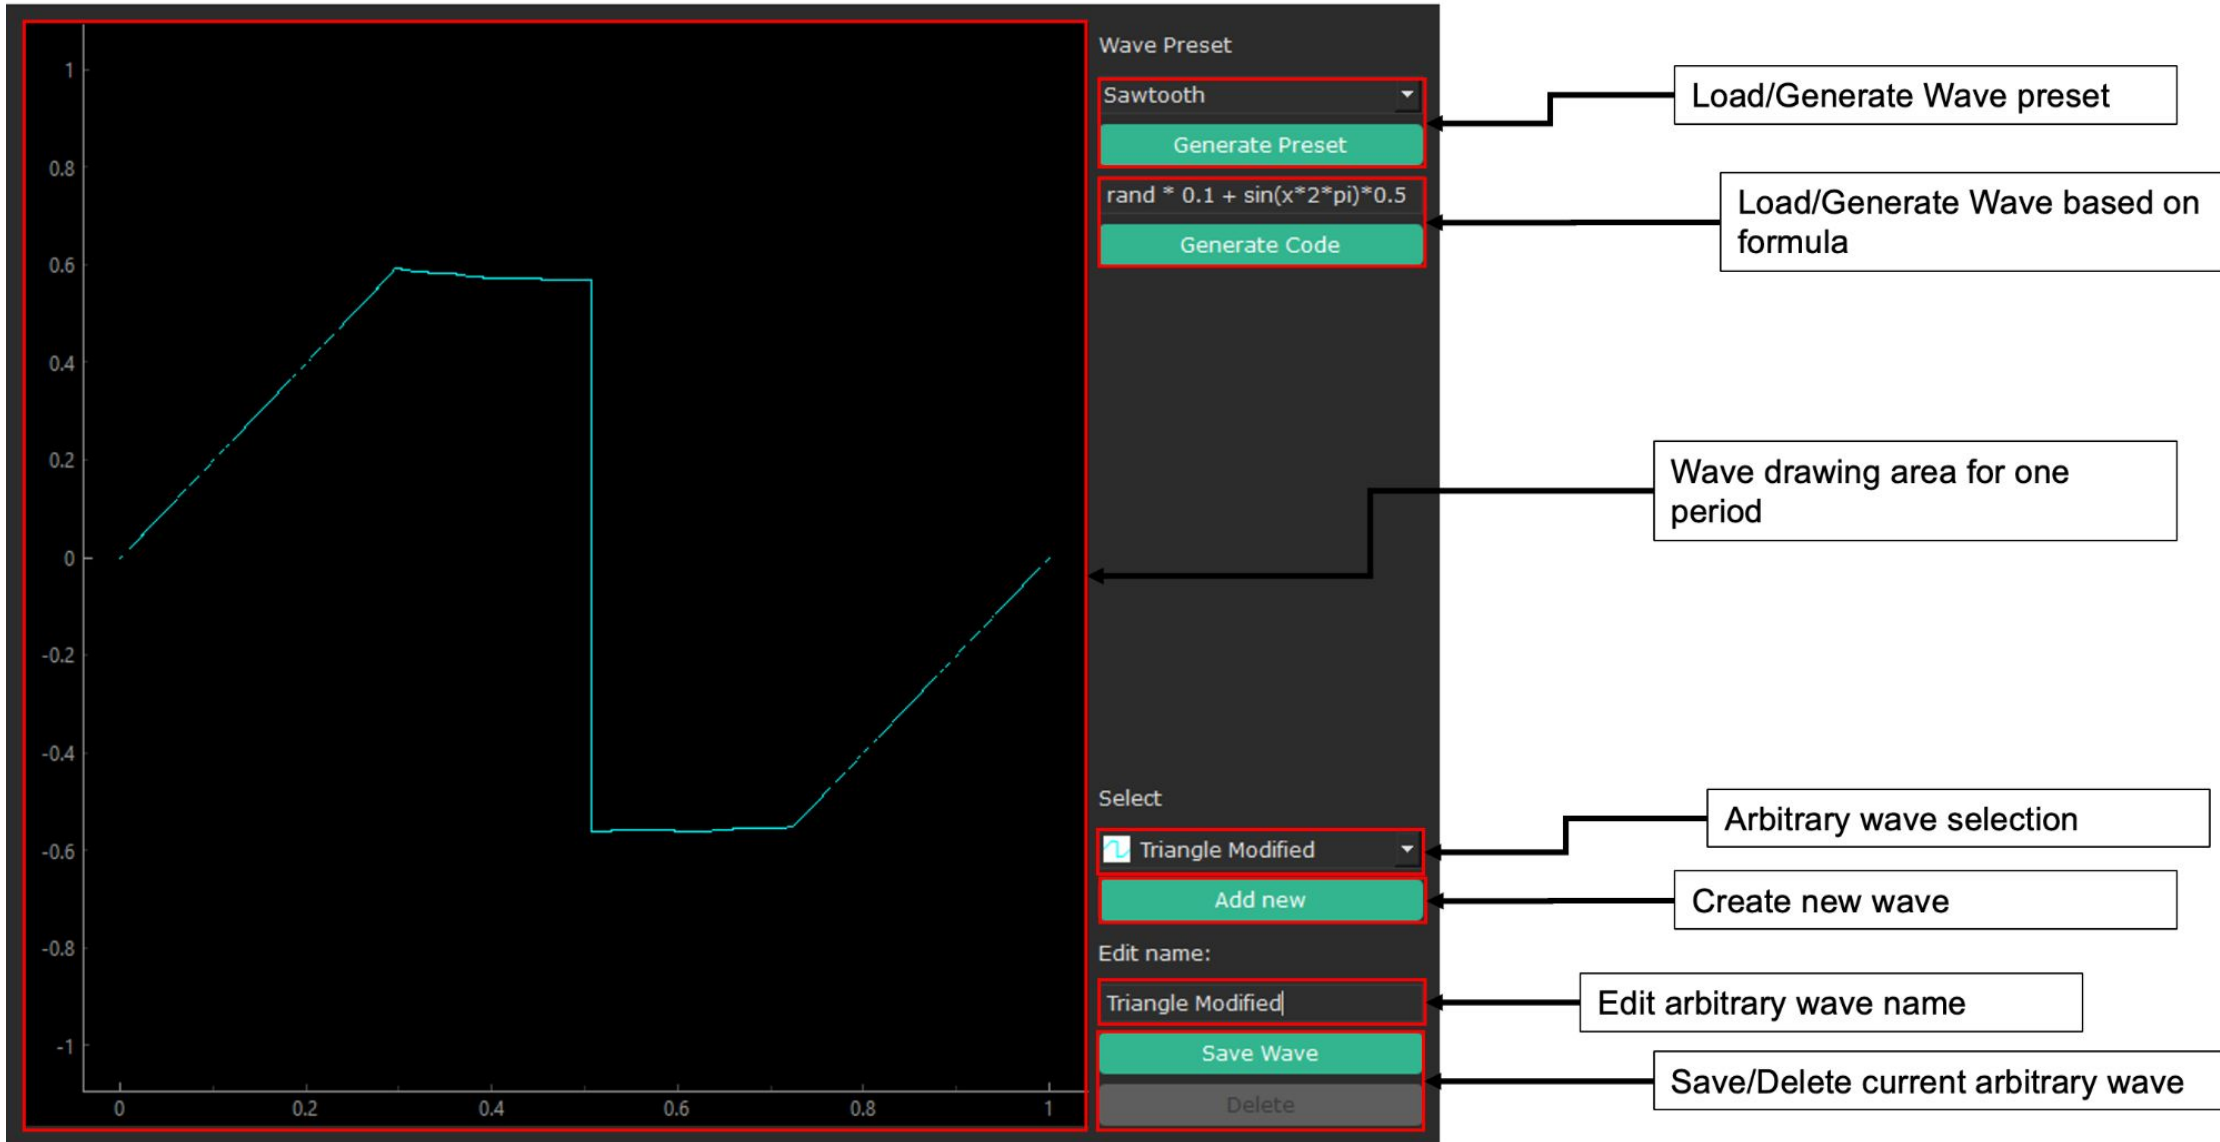 1
0.8
0.6
0.4
0.2
0
-0.2
-0.4
-0.6
-0.8
-1
0 0.2 0.4 0.6 0.8 1
Wave Preset
Sawtooth
Generate Preset
rand * 0.1 + sin(x*2*pi)*0.5
Generate Code
Select
Triangle Modified
Add new
Edit name:
Triangle Modified
Save Wave
Delete
Load/Generate Wave preset
Load/Generate Wave based on
formula
Wave drawing area for one
period
Arbitrary wave selection
Create new wave
Edit arbitrary wave name
Save/Delete current arbitrary wave